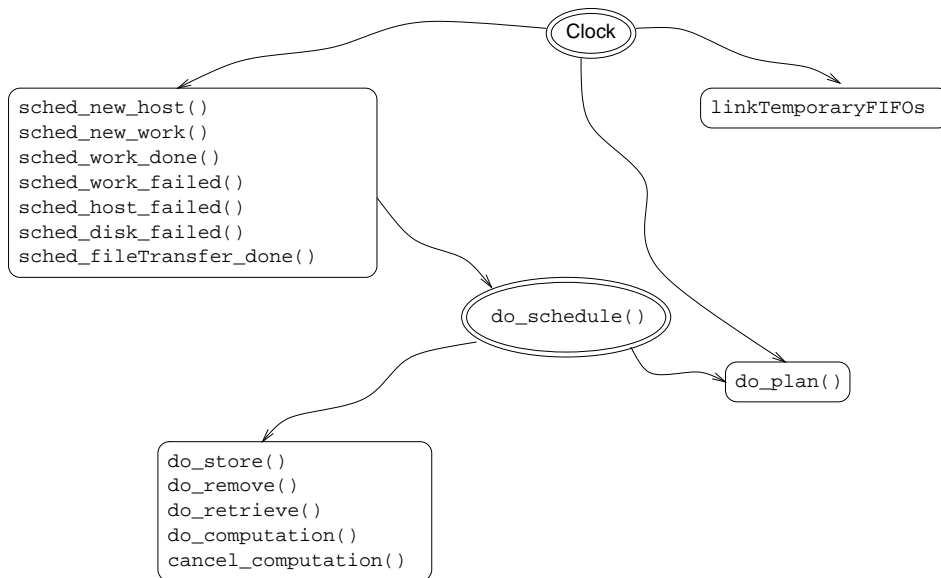 Clock
sched_new_host()
sched_new_work()
sched_work_done()
sched_work_failed()
sched_host_failed()
sched_disk_failed()
sched_fileTransfer_done()
linkTemporaryFIFOs
do_schedule()
do_plan()
do_store()
do_remove()
do_retrieve()
do_computation()
cancel_computation()